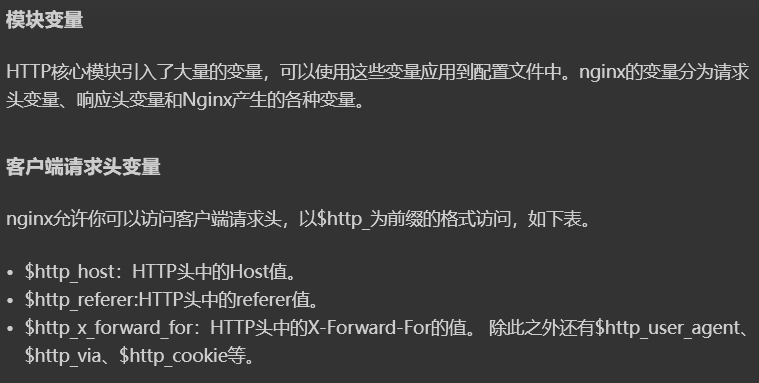 模块变量
HTTP核心模块引入了大量的变量，可以使用这些变量应用到配置文件中。nginx的变量分为请求
头变量、响应头变量和Nginx产生的各种变量。
客户端请求头变量
nginx允许你可以访问客户端请求头，以$http_为前缀的格式访问，如下表。
• $http_host：HTTP头中的Host值。
• $http_referer:HTTP头中的referer值。
• $http_x_forward_for：HTTP头中的X-Forward-For的值。 除此之外还有$http_user_agent、
$http_via、$http_cookie等。